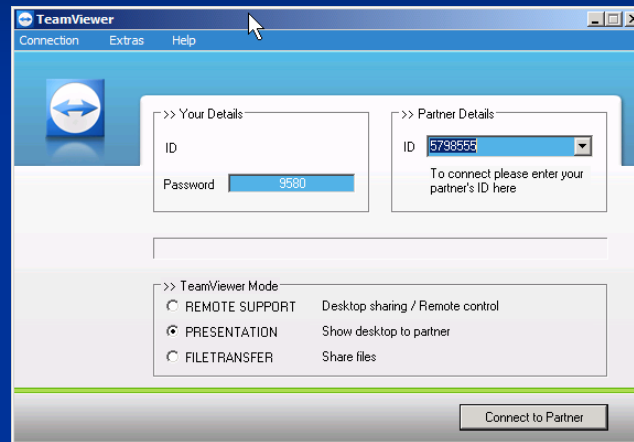 TeamViewer
Connection Extras Help
>> Your Details
ID
Password 9580
>> Partner Details
ID 5798555
To connect please enter your
partner's ID here
>> TeamViewer Mode
REMOTE SUPPORT Desktop sharing / Remote control
PRESENTATION Show desktop to partner
FILETRANSFER Share files
Connect to Partner